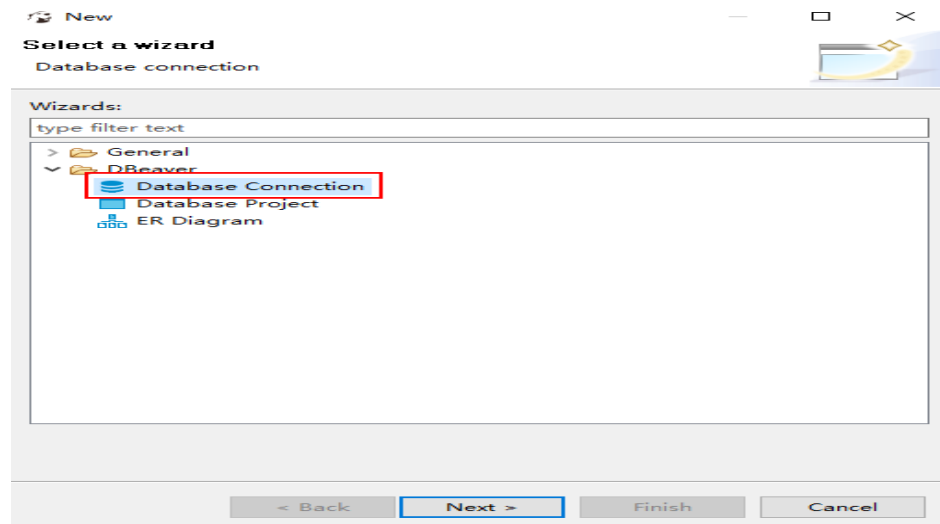 New
Select a wizard
Database connection
Wizards:
type filter text
General
DBeaver
Database Connection
Database Project
ER Diagram
< Back Next > Finish Cancel